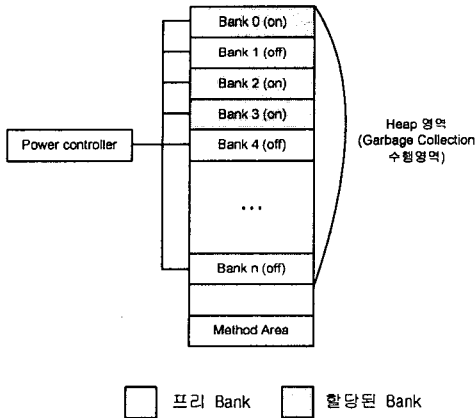 Bank 0 (on)
Bank 1 (off)
Bank 2 (on)
Bank 3 (on)
Power controller
Bank 4 (off)
Heap 영역
(Garbage Collection
수행영역)
...
Bank n (off)
Method Area
프리 Bank
할당된 Bank